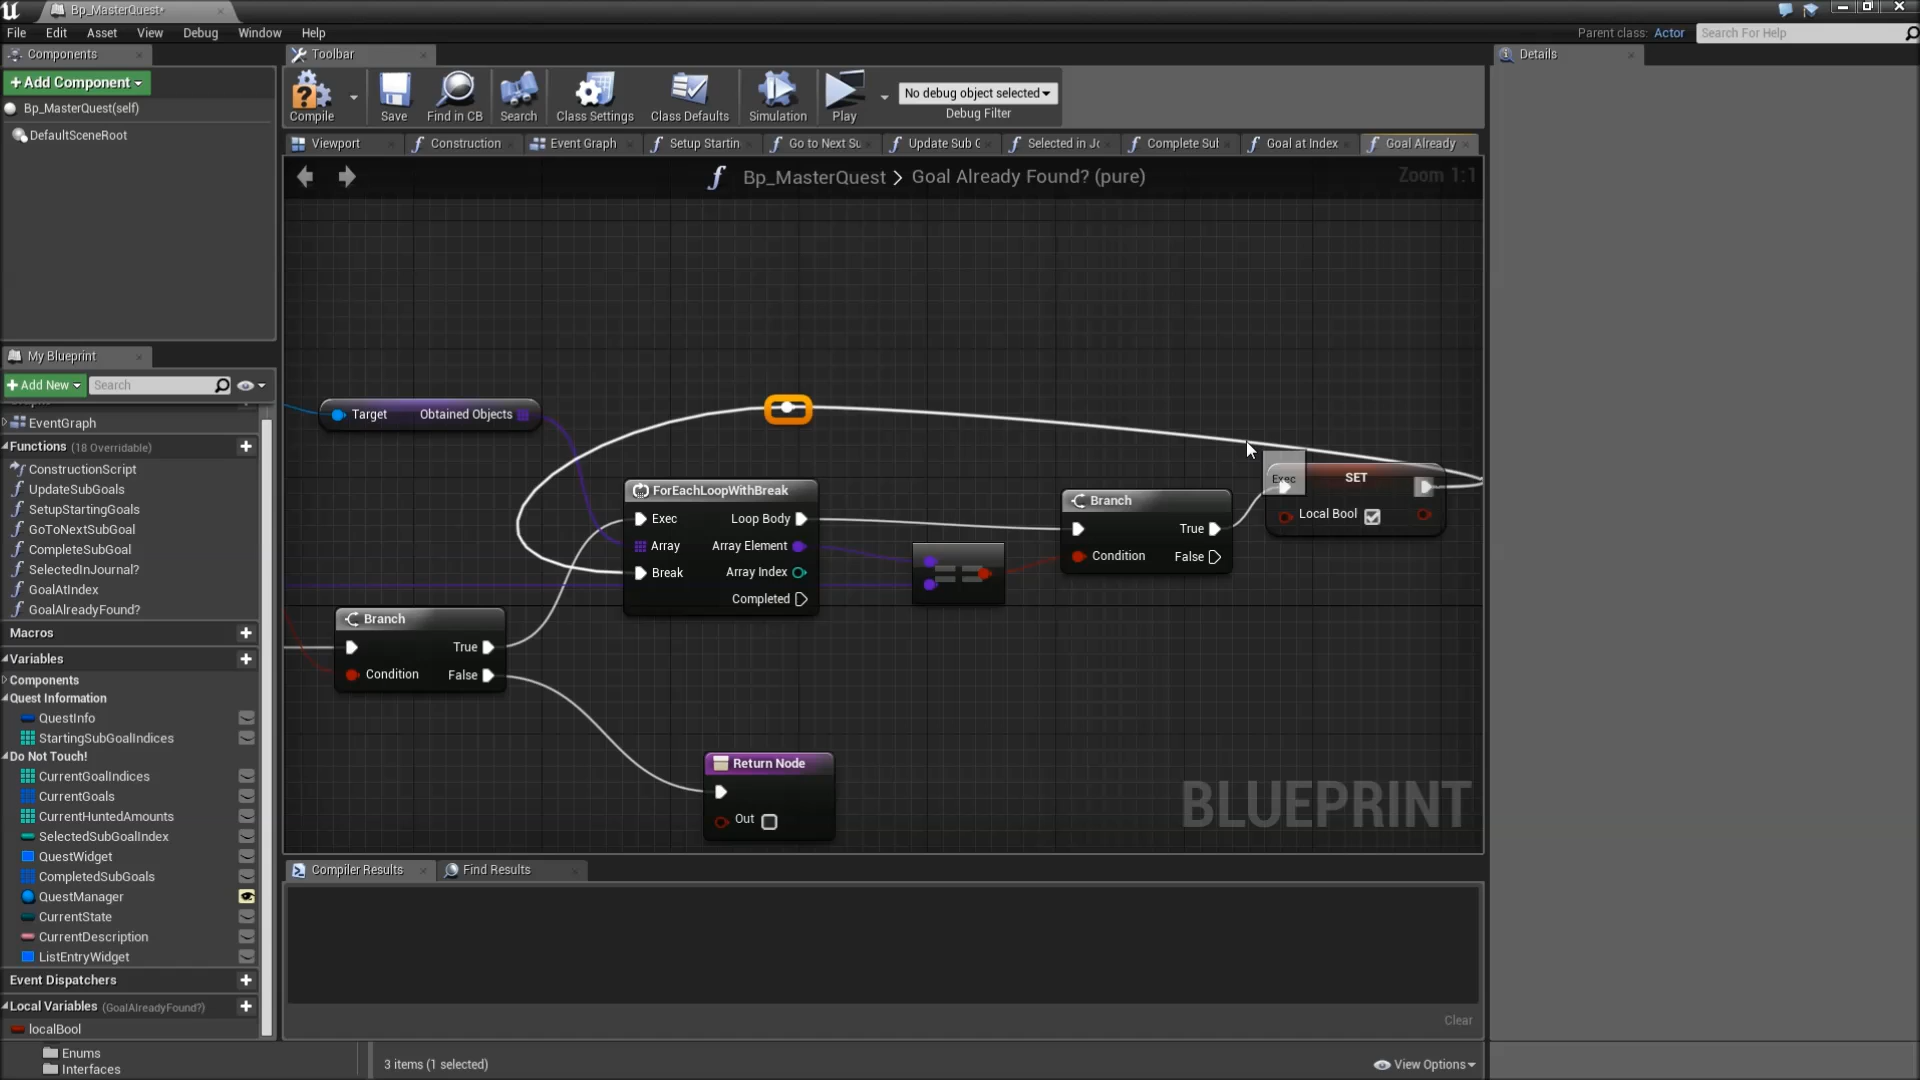 Bp_MasterQuest*
File Edit Asset View Debug Window Help
Parent class: Actor
Search For Help
Components
Toolbar
Details
+Add Component
Bp_MasterQuest(self)
DefaultSceneRoot
Compile
Save
Find in CB
Search
Class Settings
Class Defaults
Simulation
Play
No debug object selected
Debug Filter
Viewport
Construction
Event Graph
Setup Startin
Go to Next Su
Update Sub G
Selected in Jo
Complete Sub
Goal at Index
Goal Already
Bp_MasterQuest > Goal Already Found? (pure)
Zoom 1:1
My Blueprint
+Add New
Search
EventGraph
Functions (18 Overridable)
ConstructionScript
UpdateSubGoals
SetupStartingGoals
GoToNextSubGoal
CompleteSubGoal
SelectedInJournal?
GoalAtIndex
GoalAlreadyFound?
Macros
Variables
Components
Quest Information
QuestInfo
StartingSubGoalIndices
Do Not Touch!
CurrentGoalIndices
CurrentGoals
CurrentHuntedAmounts
SelectedSubGoalIndex
QuestWidget
CompletedSubGoals
QuestManager
CurrentState
CurrentDescription
ListEntryWidget
Event Dispatchers
Local Variables (GoalAlreadyFound?)
localBool
Enums
Interfaces
Target Obtained Objects
ForEachLoopWithBreak
Exec Loop Body
Array Array Element
Break Array Index
Completed
Branch
True
Condition False
Exec
SET
Local Bool
Branch
True
Condition False
==
Return Node
Out
BLUEPRINT
Compiler Results
Find Results
Clear
3 items (1 selected)
View Options